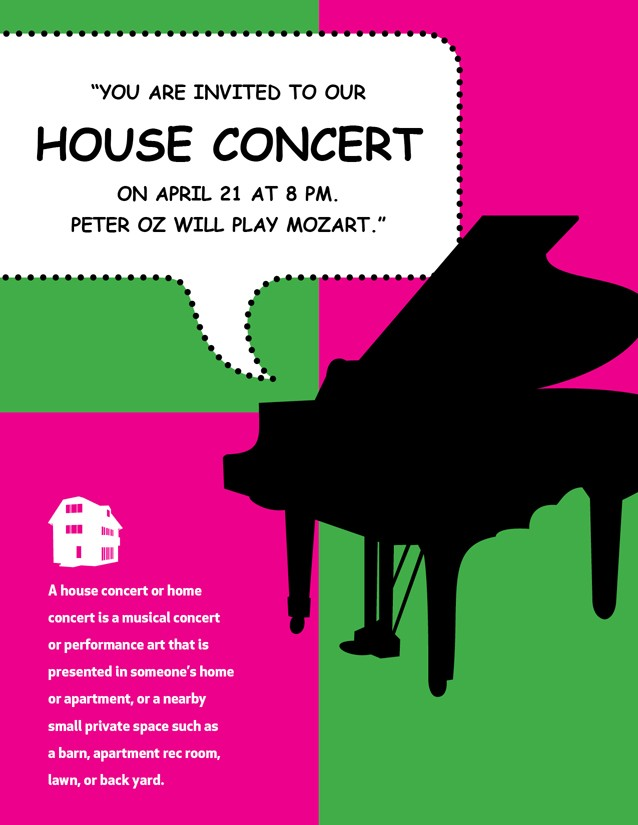 “YOU ARE INVITED TO OUR
HOUSE CONCERT
ON APRIL 21 AT 8 PM.
PETER OZ WILL PLAY MOZART.”
A house concert or home
concert is a musical concert
or performance art that is
presented in someone’s home
or apartment, or a nearby
small private space such as
a barn, apartment rec room,
lawn, or back yard.